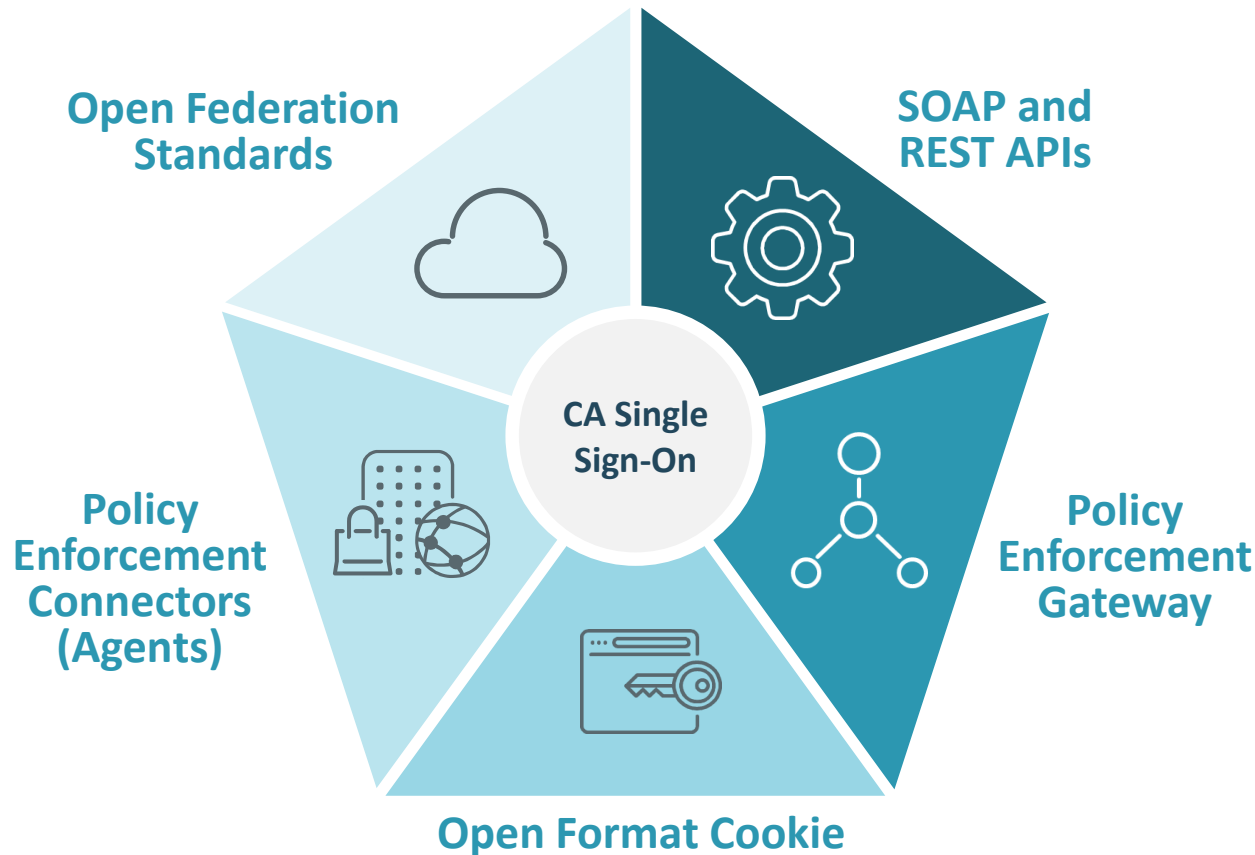 Open Federation
Standards
SOAP and
REST APIs
CA Single
Sign-On
Policy
Enforcement
Connectors
(Agents)
Policy
Enforcement
Gateway
Open Format Cookie